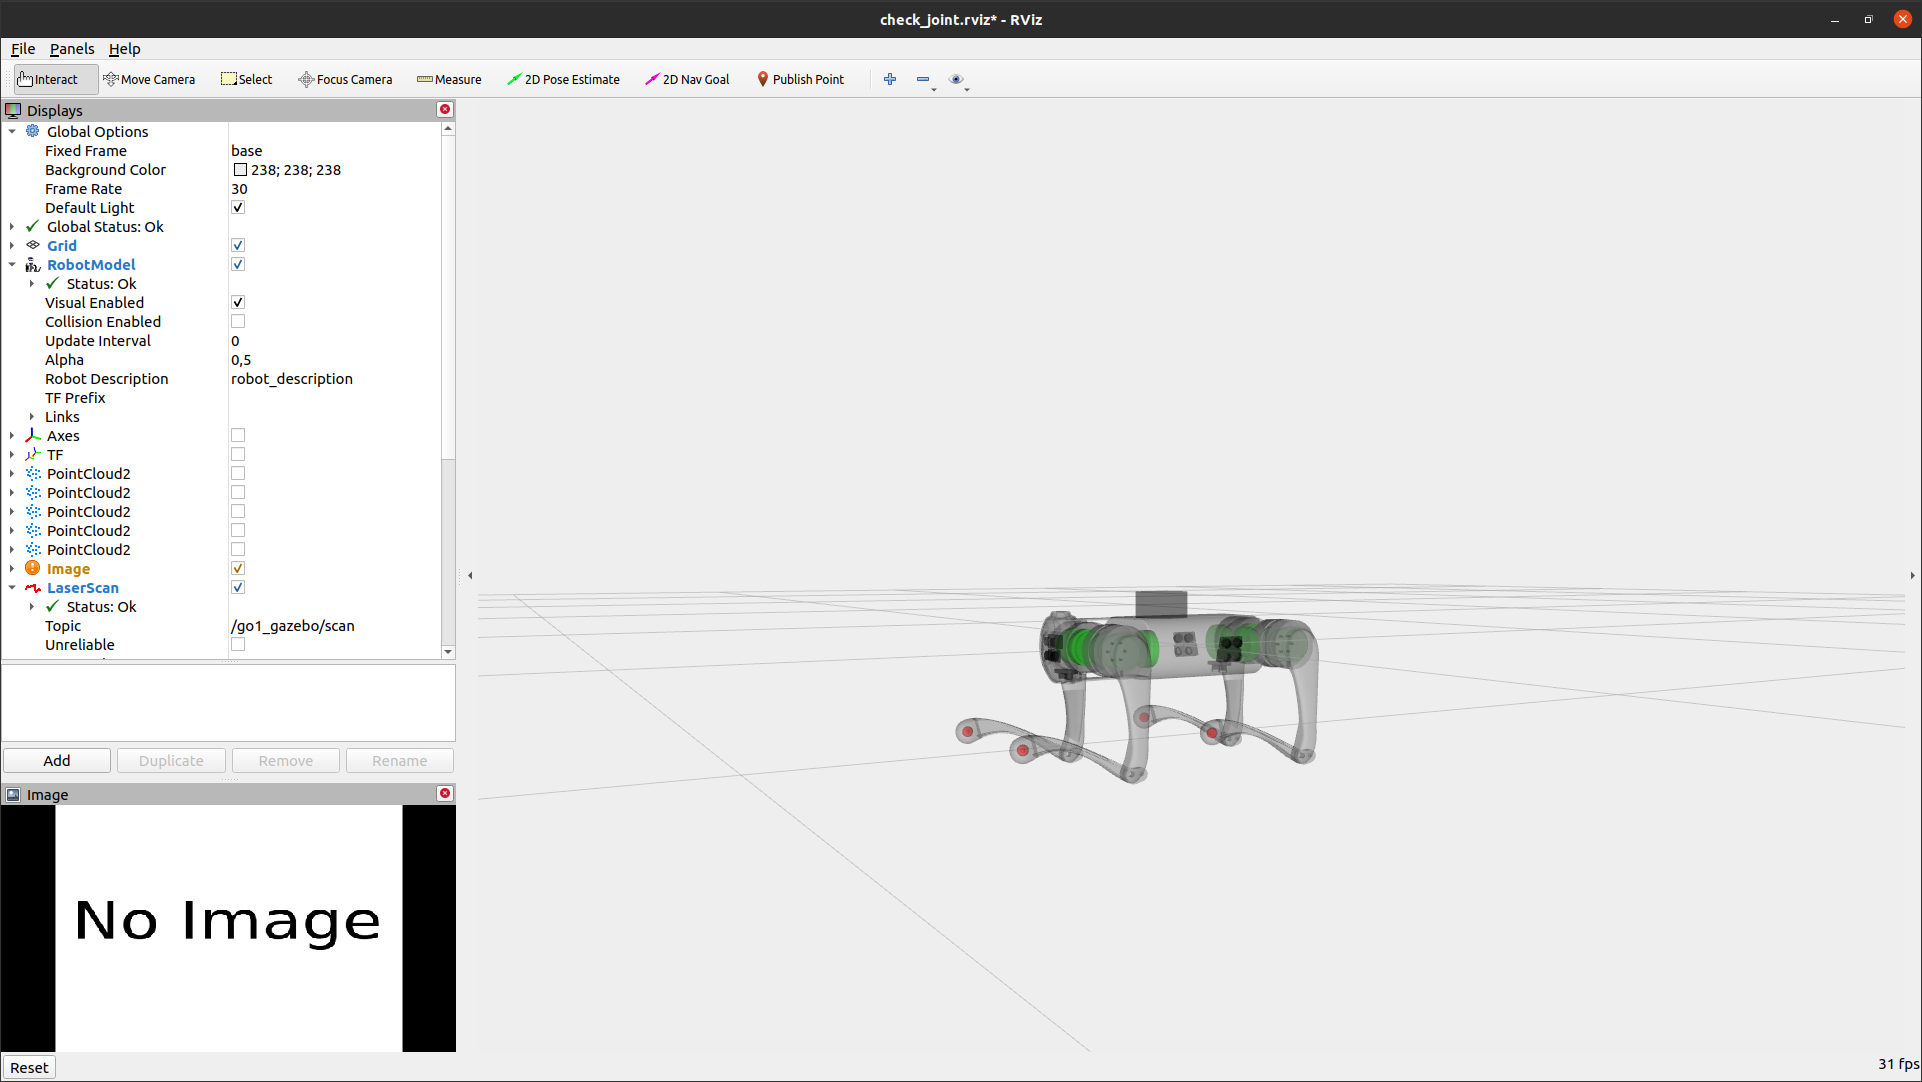 check_joint.rviz* - RViz
File Panels Help
Interact Move Camera Select Focus Camera Measure 2D Pose Estimate 2D Nav Goal Publish Point
Displays
Global Options
Fixed Frame base
Background Color 238; 238; 238
Frame Rate 30
Default Light
Global Status: Ok
Grid
RobotModel
Status: Ok
Visual Enabled
Collision Enabled
Update Interval 0
Alpha 0,5
Robot Description robot_description
TF Prefix
Links
Axes
TF
PointCloud2
PointCloud2
PointCloud2
PointCloud2
PointCloud2
Image
LaserScan
Status: Ok
Topic /go1_gazebo/scan
Unreliable
Add Duplicate Remove Rename
Image
No Image
Reset
31 fps